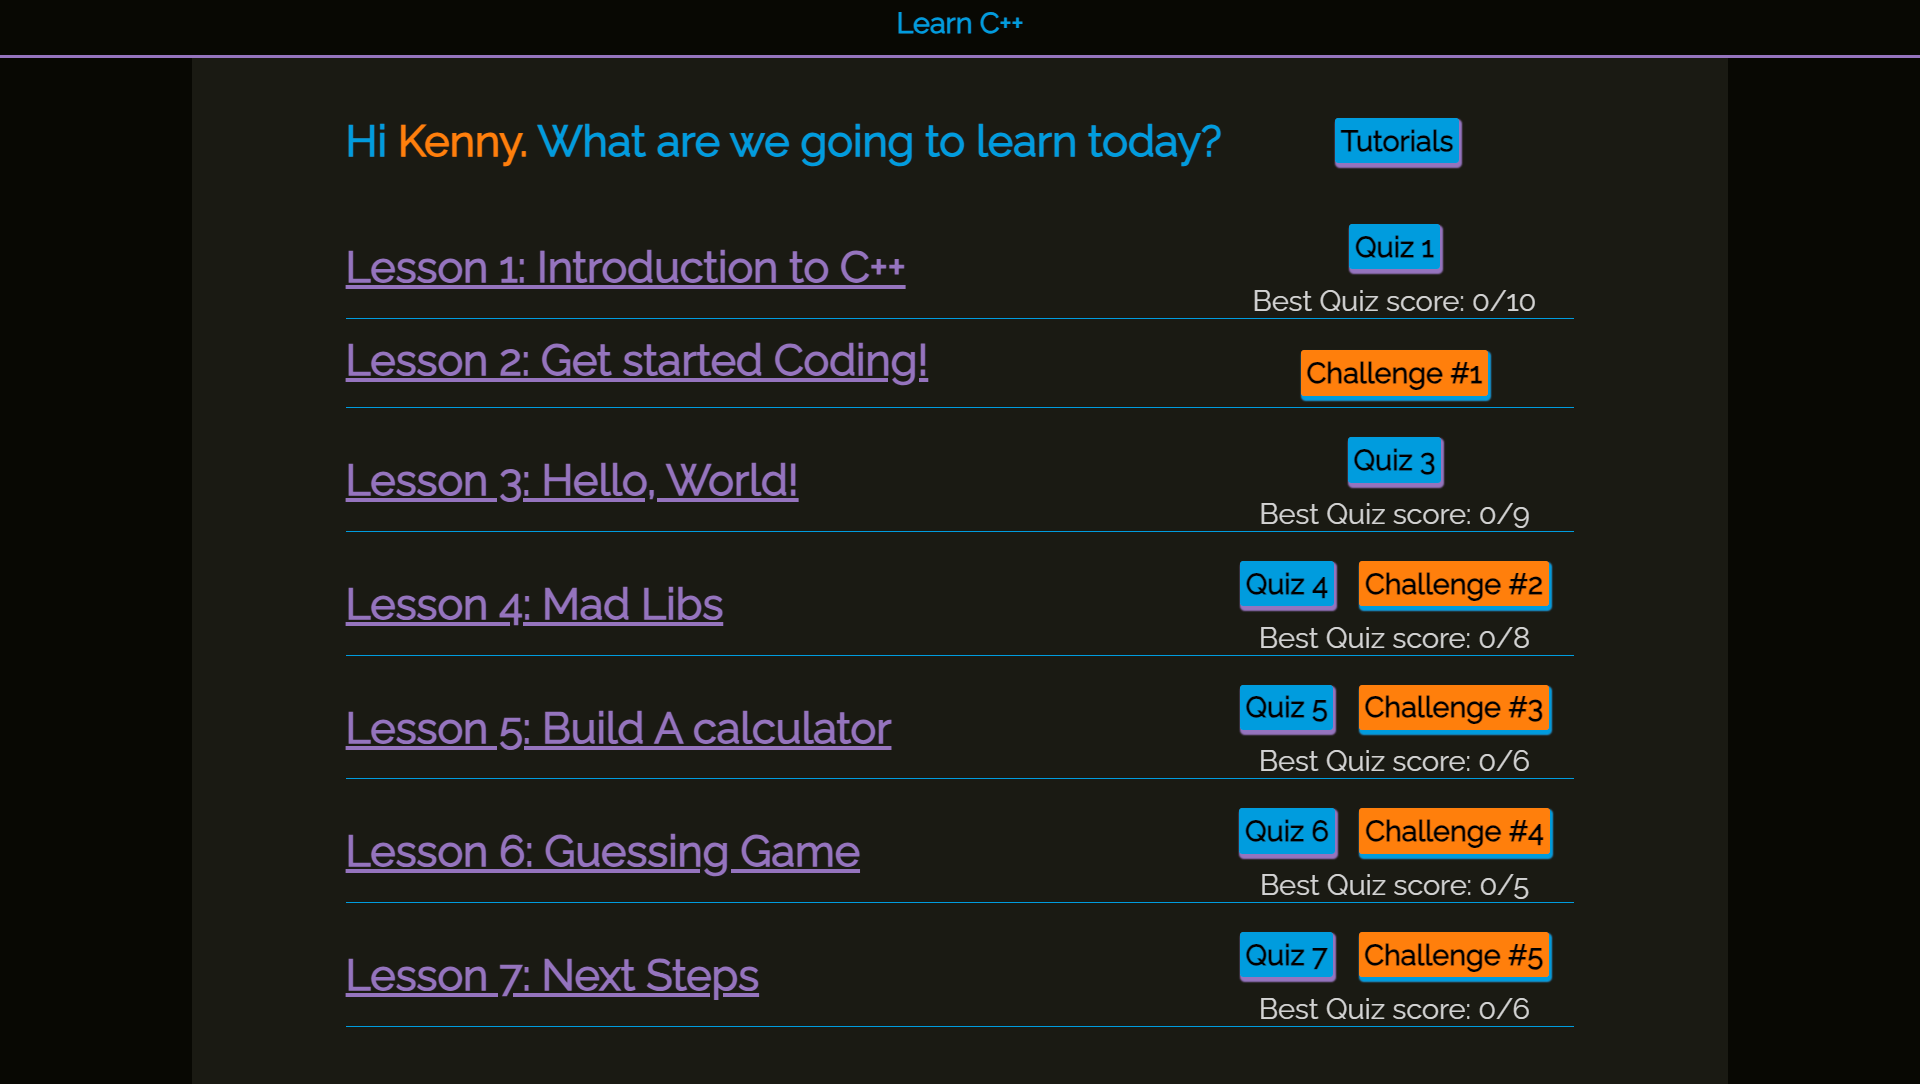 Learn C++
Hi Kenny. What are we going to learn today?
Tutorials
Lesson 1: Introduction to C++
Quiz 1
Best Quiz score: 0/10
Lesson 2: Get started Coding!
Challenge #1
Lesson 3: Hello, World!
Quiz 3
Best Quiz score: 0/9
Lesson 4: Mad Libs
Quiz 4 Challenge #2
Best Quiz score: 0/8
Lesson 5: Build A calculator
Quiz 5 Challenge #3
Best Quiz score: 0/6
Lesson 6: Guessing Game
Quiz 6 Challenge #4
Best Quiz score: 0/5
Lesson 7: Next Steps
Quiz 7 Challenge #5
Best Quiz score: 0/6